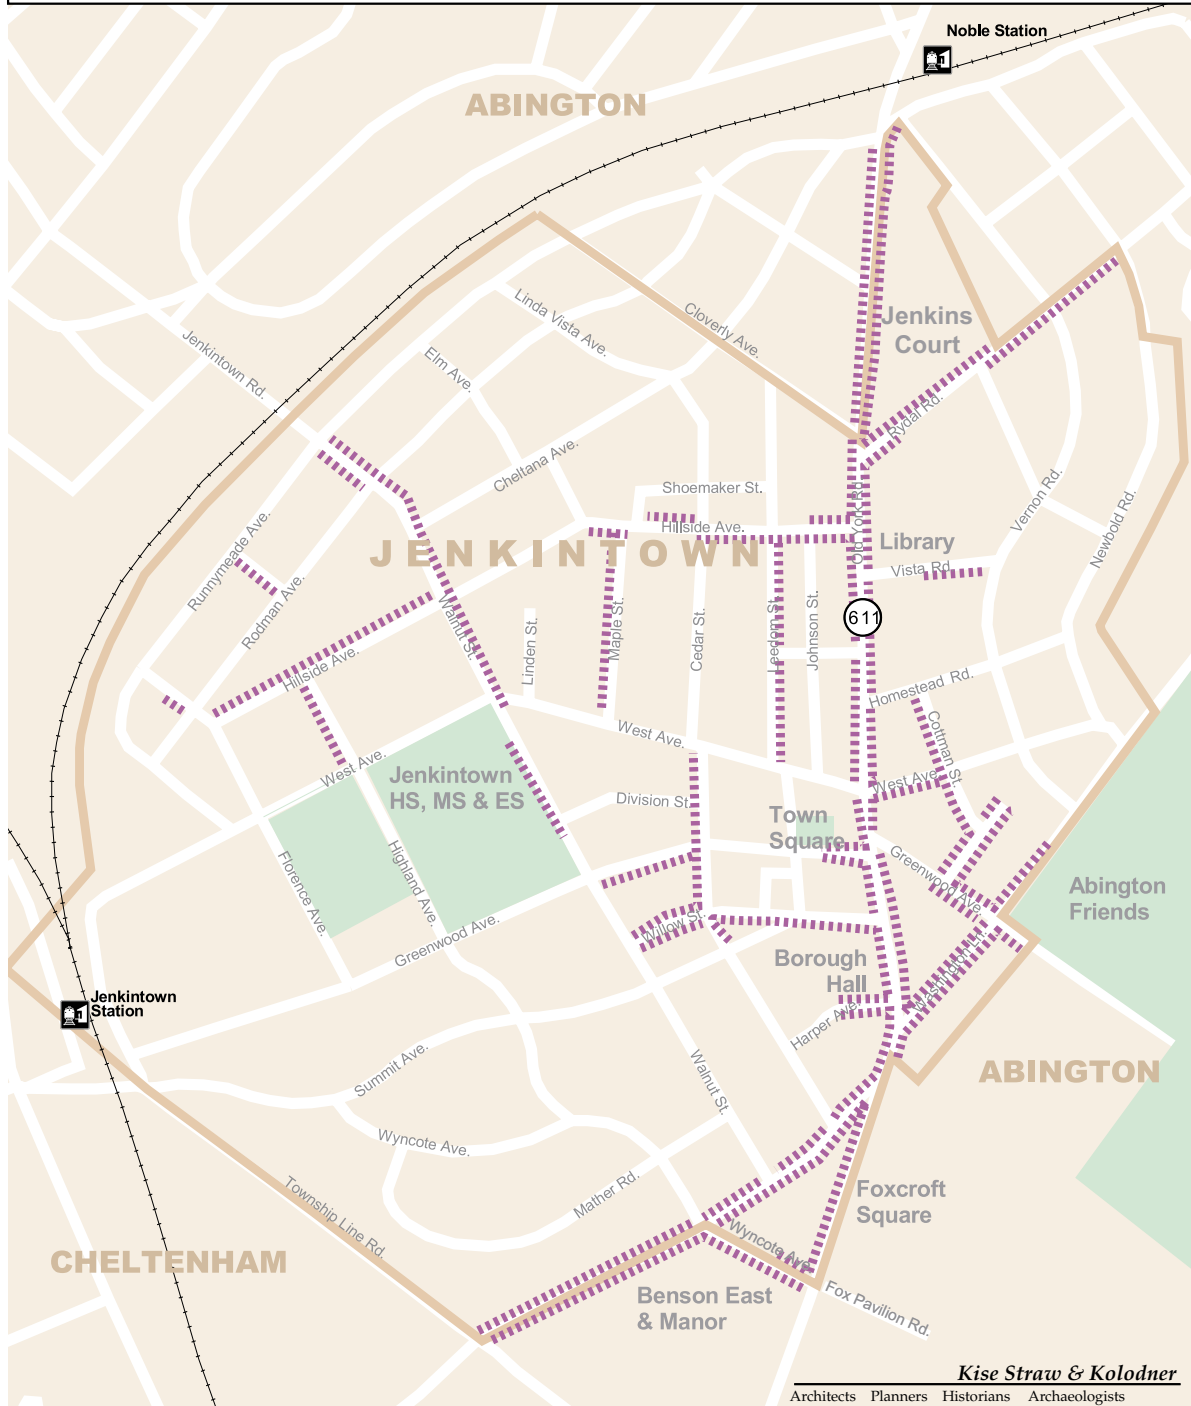 Noble Station
ABINGTON
Linda Vista Ave.
Cloverly Ave.
Jenkins
Court
Jenkintown Rd.
Elm Ave.
Rydal Rd.
Cheltana Ave.
Shoemaker St.
Hillside Ave.
Old York Rd.
Vernon Rd.
Newbold Rd.
Runnymeade Ave.
JENKINTOWN
Library
Vista Rd.
Rodman Ave.
Walnut St.
Linden St.
Maple St.
Cedar St.
Leedom St.
Johnson St.
611
Hillside Ave.
Homestead Rd.
West Ave.
Cottman St.
West Ave.
Jenkintown
HS, MS & ES
West Ave.
Division St.
Town
Square
Florence Ave.
Highland Ave.
Greenwood Ave.
Abington
Friends
Greenwood Ave.
Willow St.
Washington Ln.
Borough
Hall
Jenkintown
Station
Harper Ave.
Summit Ave.
Walnut St.
ABINGTON
Wyncote Ave.
Mather Rd.
Foxcroft
Square
Township Line Rd.
Wyncote Ave.
CHELTENHAM
Benson East
& Manor
Fox Pavilion Rd.
Kise Straw & Kolodner
Architects Planners Historians Archaeologists